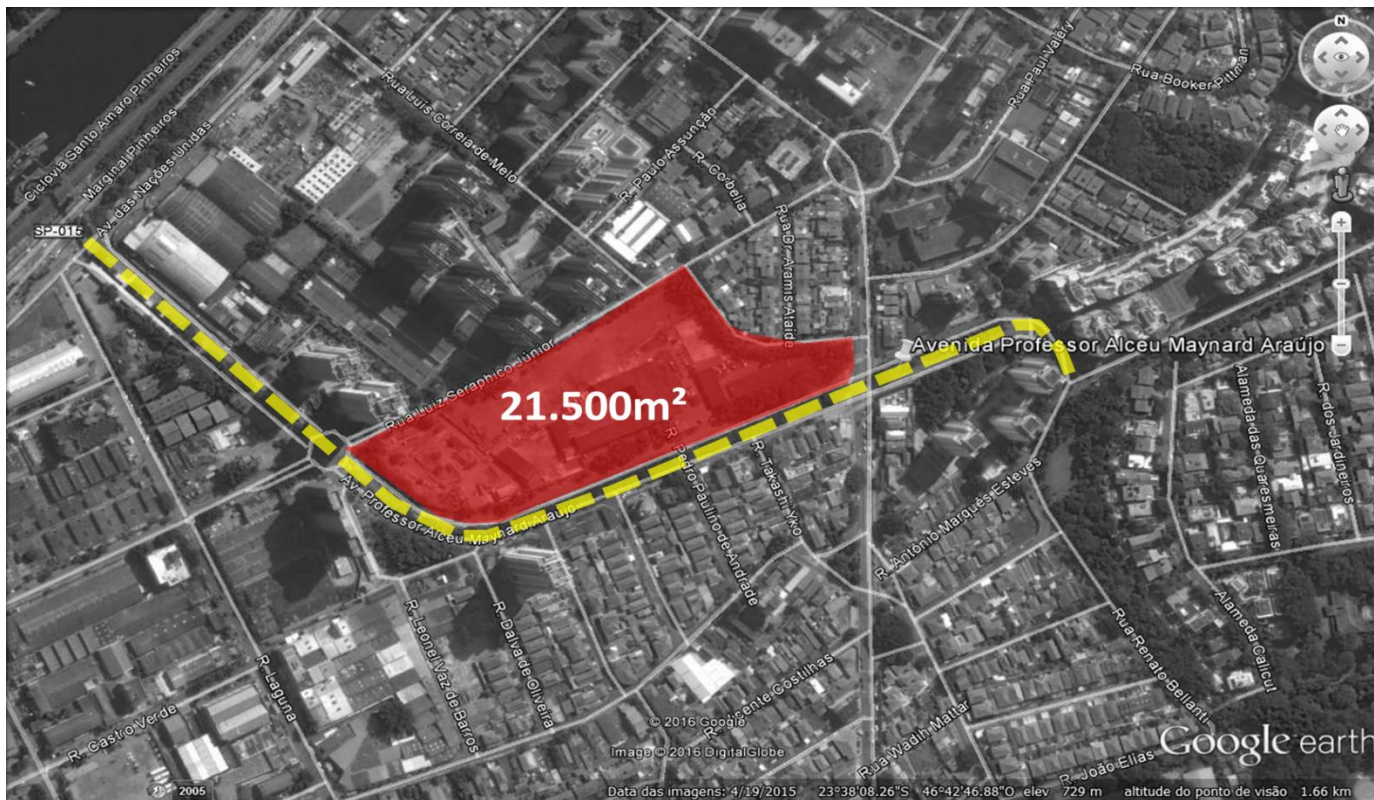 N
Ciclovia Santo Amaro Pinheiros
Marginal Pinheiros
Av. das Nações Unidas
SP-015
Rua Luís Correia de Melo
R. Paulo Assunção
R. Corbelia
Rua Dr. Aramis Ataide
Rua Paul Valery
Rua Booker Pittman
Rua Luiz Seraphico Júnior
21.500m²
Avenida Professor Alceu Maynard Araújo
Av. Professor Alceu Maynard Araújo
R. Pedro Paulino de Andrade
R. Takashi Yko
R. Antônio Marquês Esteves
Alameda das Quaresmeiras
R. dos Jardineiros
Alameda Calicut
Rua Renato Bellanti
R. Dalva de Oliveira
R. Leonel Vaz de Barros
R. Laguna
R. Castro Verde
R. Vicente Costilhas
Rua Wadih Mattar
R. João Elias
© 2016 Google
Image © 2016 DigitalGlobe
Google earth
2005
Data das imagens: 4/19/2015 23°38'08.26"S 46°42'46.88"O elev 729 m altitude do ponto de visão 1.66 km